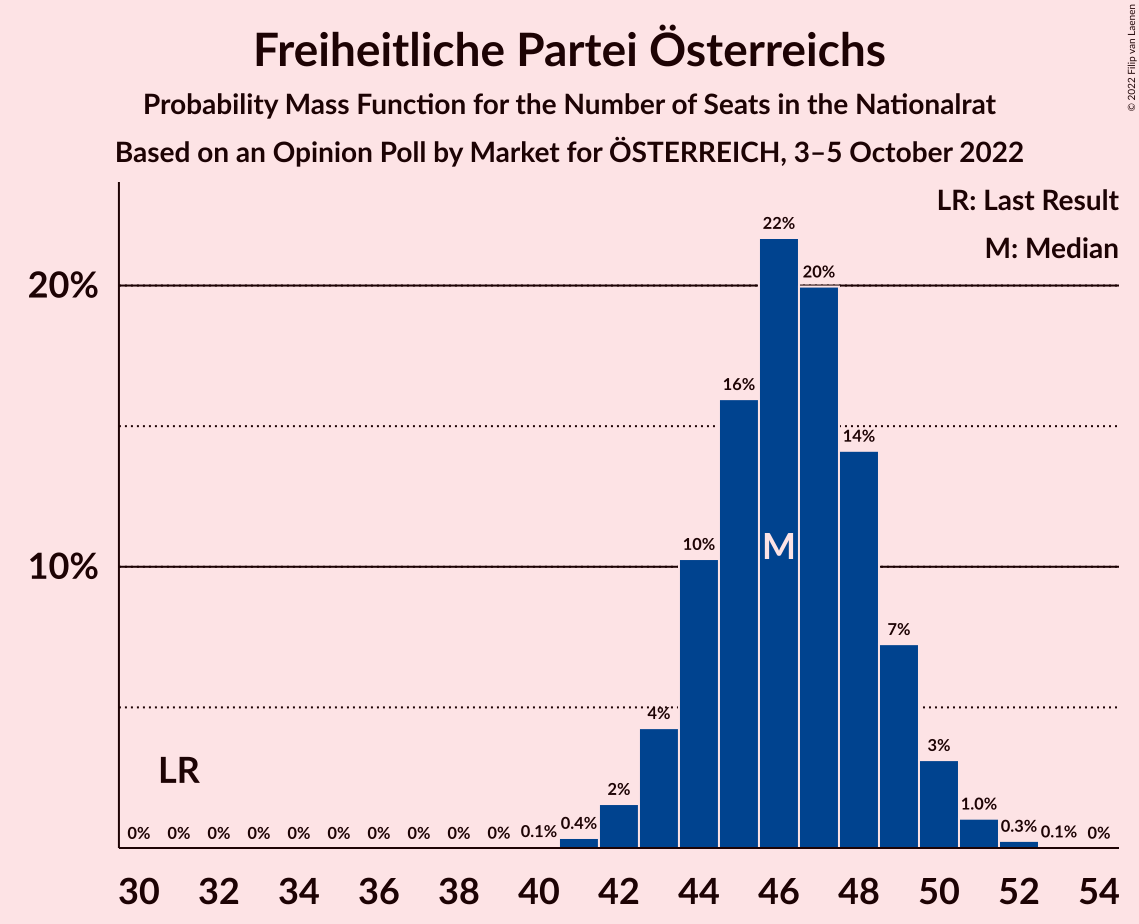 Freiheitliche Partei Österreichs
Probability Mass Function for the Number of Seats in the Nationalrat
Based on an Opinion Poll by Market for ÖSTERREICH, 3–5 October 2022
© 2022 Filip van Laenen
LR: Last Result
M: Median
20%
10%
22%
20%
16%
14%
10%
M
7%
4%
3%
LR
2%
1.0%
0% 0% 0% 0% 0% 0% 0% 0% 0% 0% 0.1% 0.4% 0.3% 0.1% 0%
30 32 34 36 38 40 42 44 46 48 50 52 54